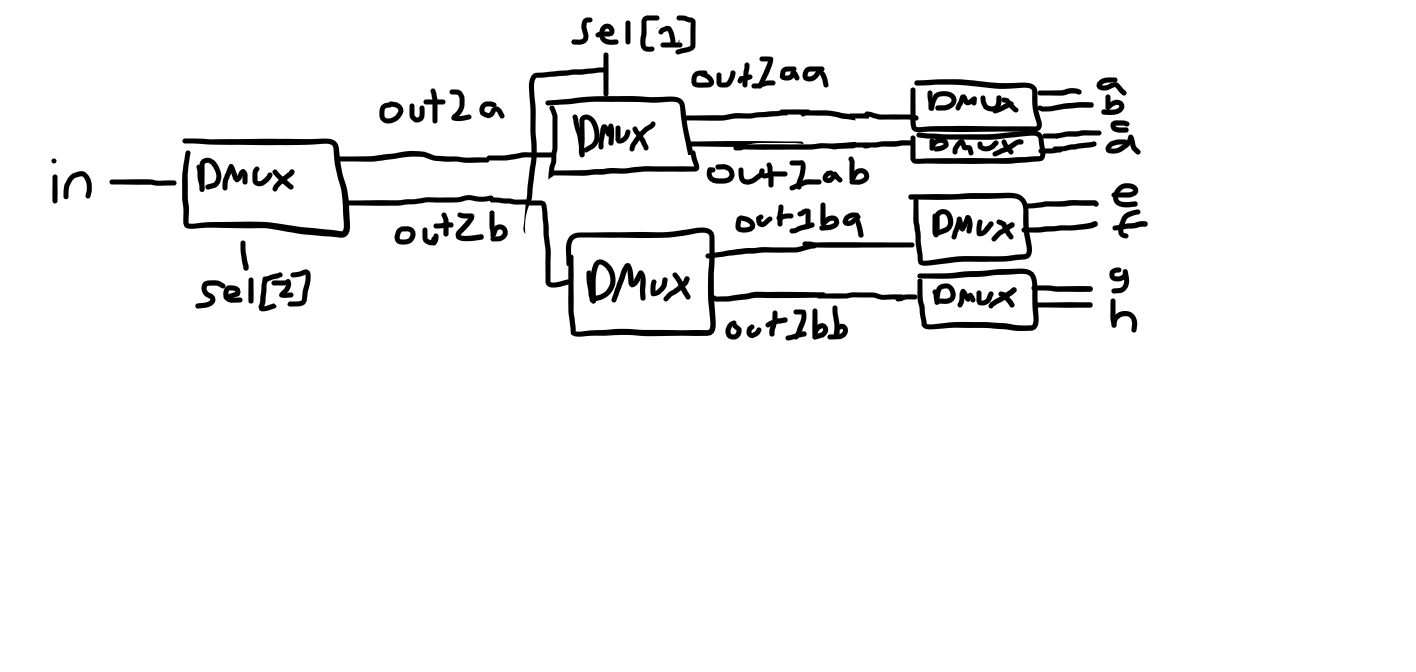 sel[1]
out1aa
out2a
DMux
a
b
DMux
in
DMux
out1ab
DMux
c
d
out2b
out1ba
DMux
e
f
sel[2]
DMux
out1bb
DMux
g
h